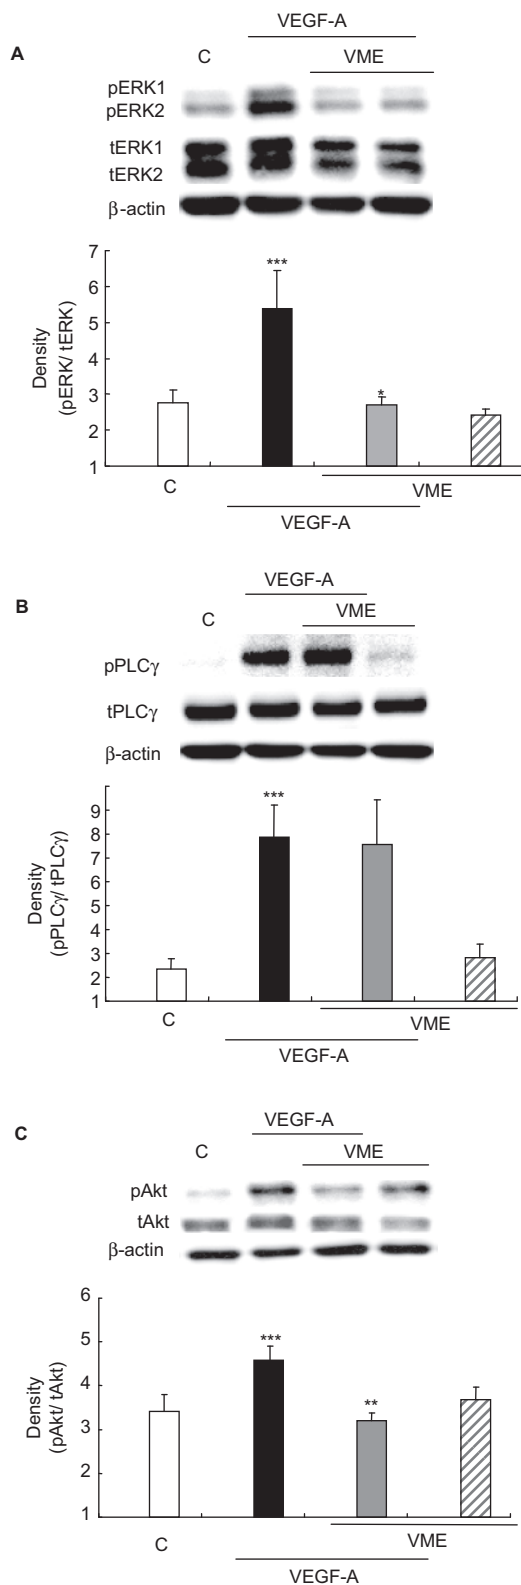 VEGF-A
A
C
VME
pERK1
pERK2
tERK1
tERK2
β-actin
7
6
5
4
3
2
1
Density
(pERK/ tERK)
***
*
C
VME
VEGF-A
VEGF-A
B
C
VME
pPLCγ
tPLCγ
β-actin
9
8
7
6
5
4
3
2
1
Density
(pPLCγ/ tPLCγ)
***
C
VME
VEGF-A
VEGF-A
C
C
VME
pAkt
tAkt
β-actin
6
5
4
3
2
1
Density
(pAkt/ tAkt)
***
**
C
VME
VEGF-A